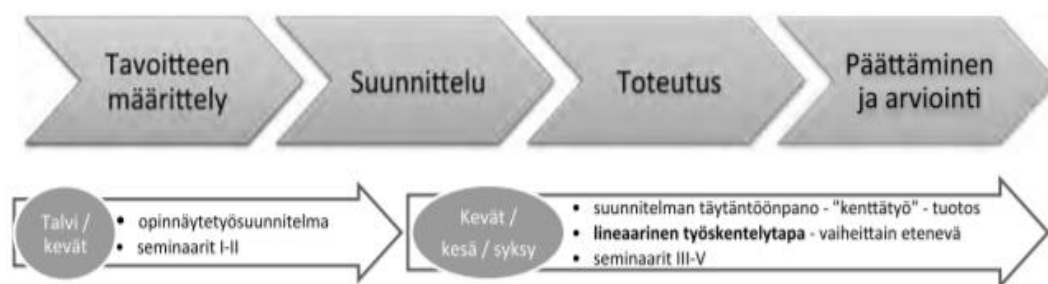 Tavoitteen
määrittely
Suunnittelu
Toteutus
Päättäminen
ja arviointi
Talvi /
kevät
• opinnäytetyösuunnitelma
• seminaarit I-II
Kevät /
kesä / syksy
• suunnitelman täytäntöönpano - "kenttätyö" - tuotos
• lineaarinen työskentelytapa - vaiheittain etenevä
• seminaarit III-V